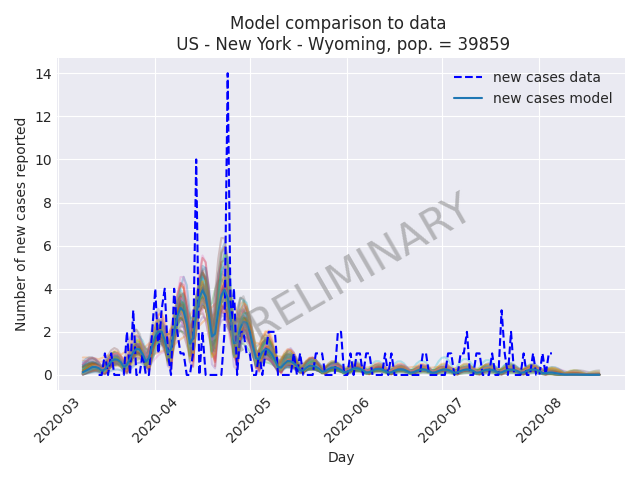 Model comparison to data
US - New York - Wyoming, pop. = 39859
new cases data
new cases model
Number of new cases reported
14
12
10
8
6
4
2
0
PRELIMINARY
2020-03
2020-04
2020-05
2020-06
2020-07
2020-08
Day